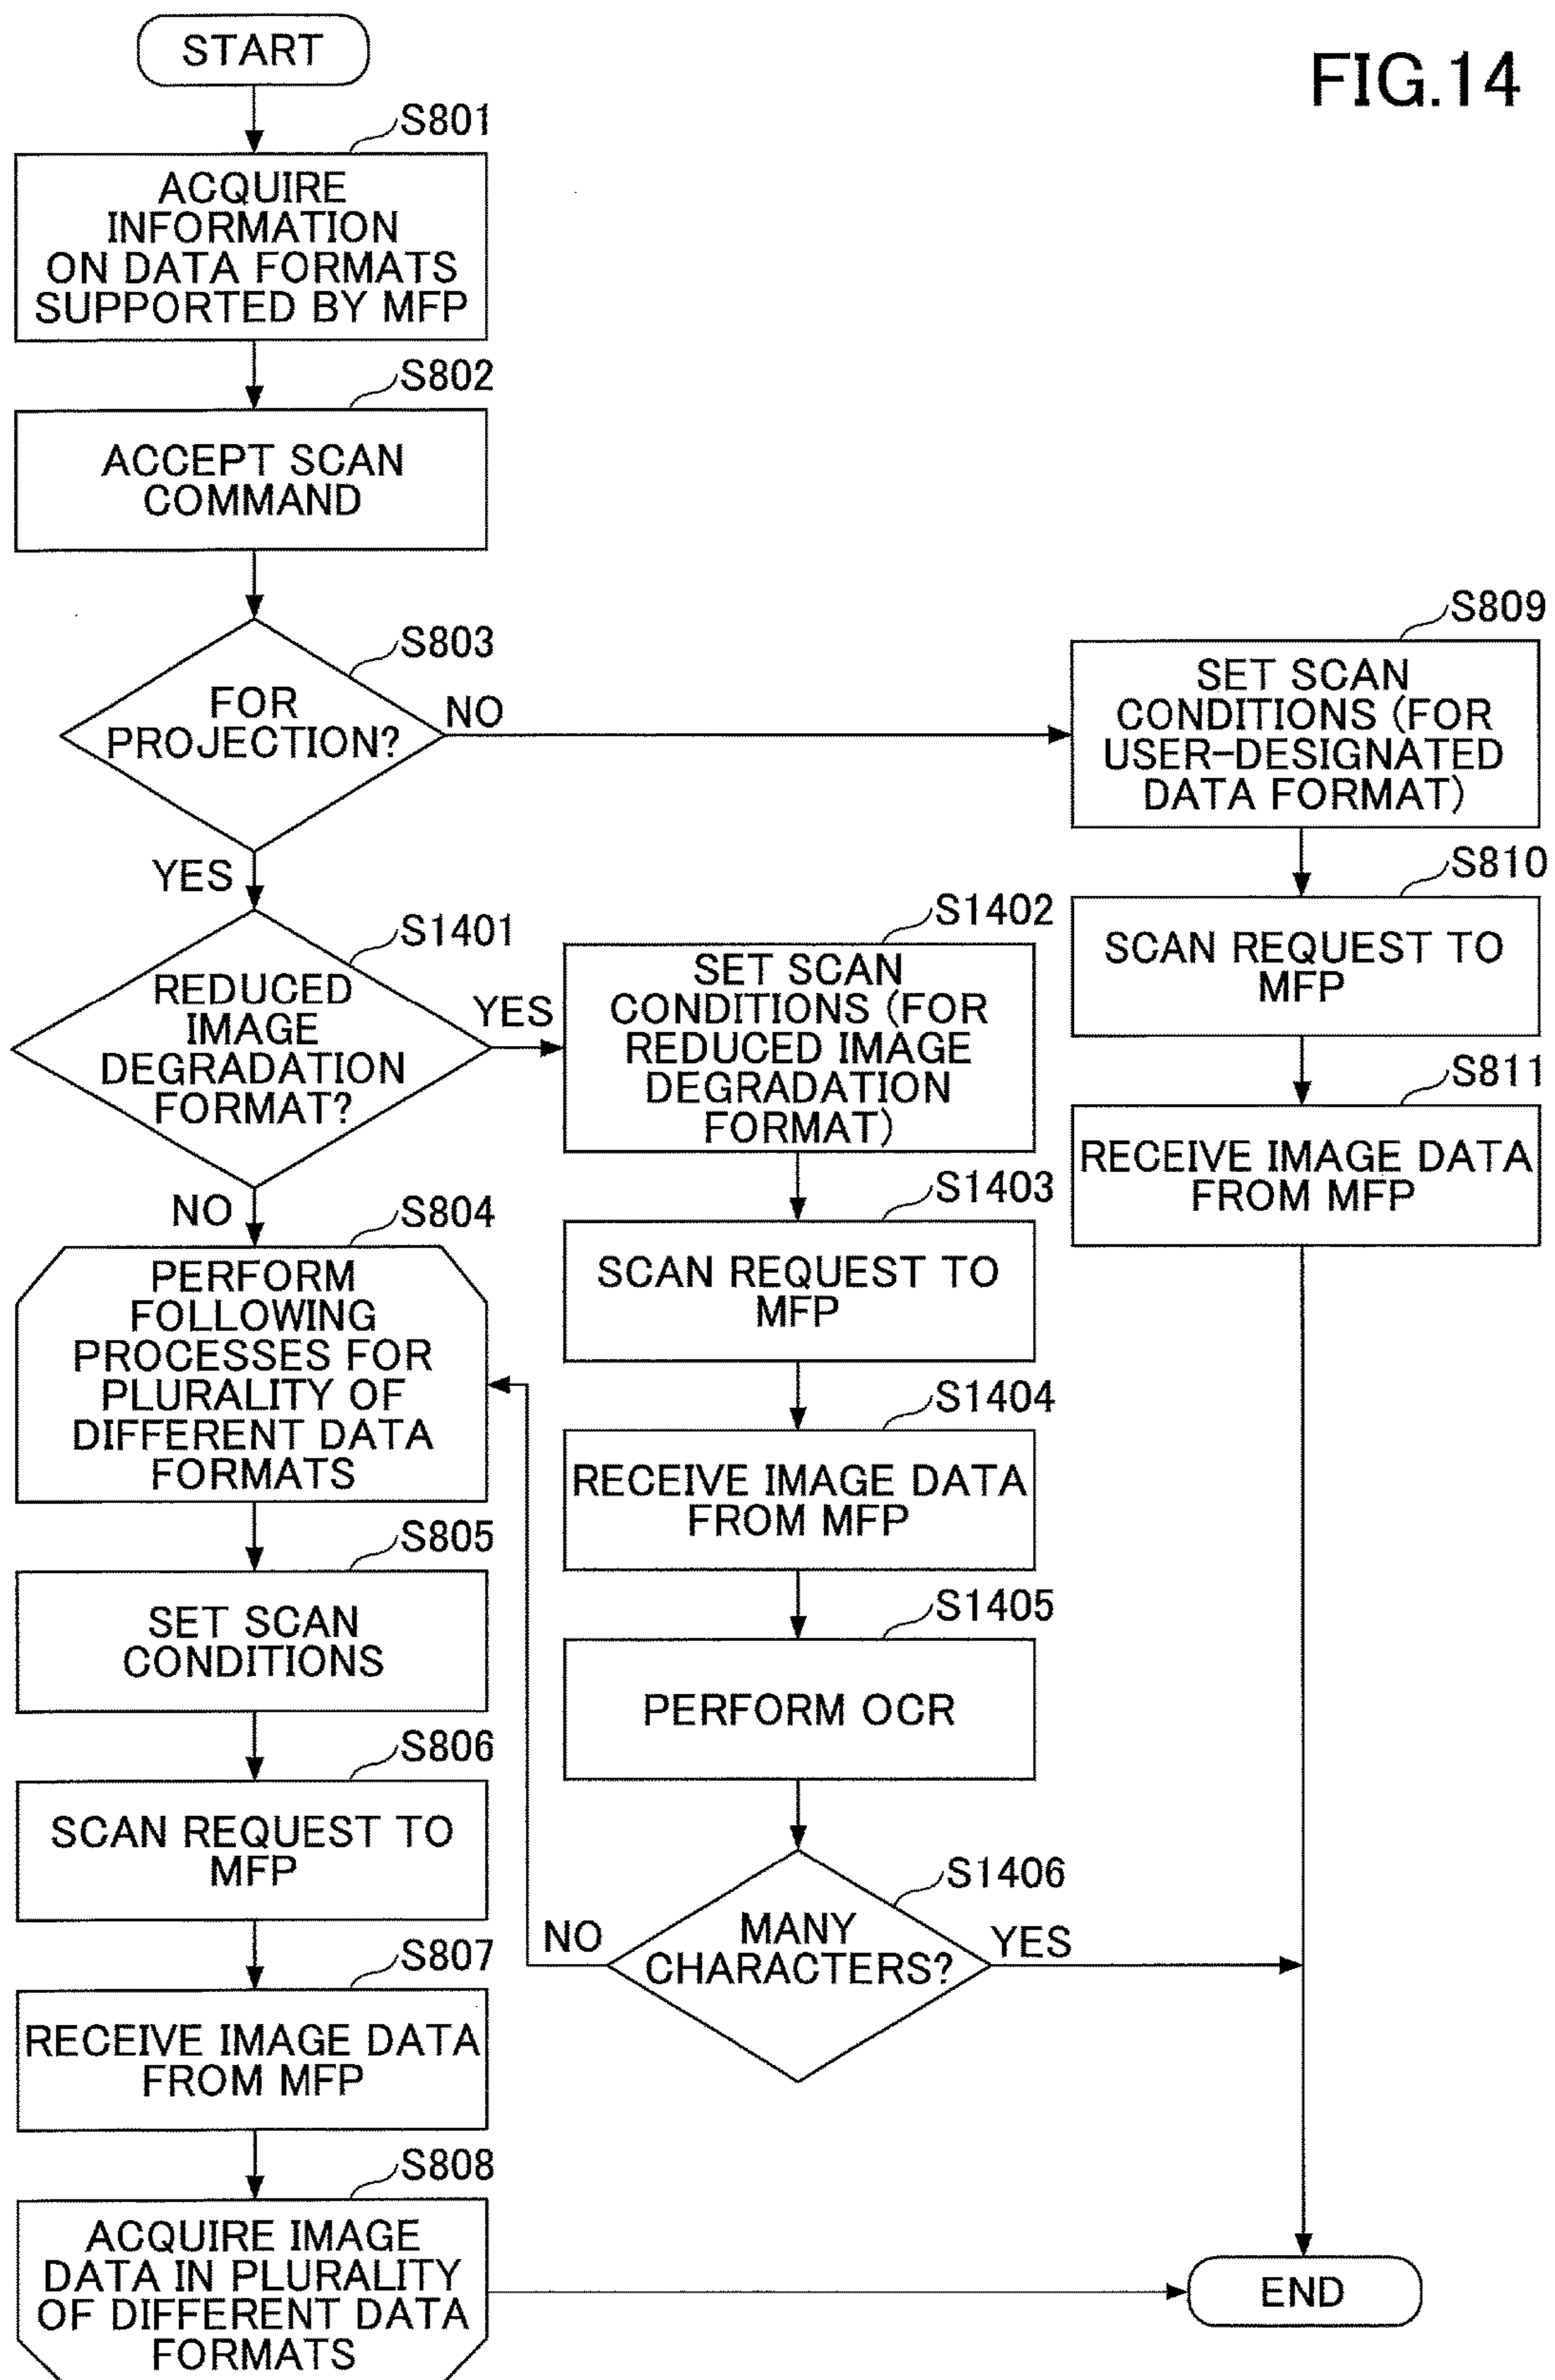 START
FIG.14
S801
ACQUIRE
INFORMATION
ON DATA FORMATS
SUPPORTED BY MFP
S802
ACCEPT SCAN
COMMAND
S803
FOR
PROJECTION?
NO
YES
S809
SET SCAN
CONDITIONS (FOR
USER-DESIGNATED
DATA FORMAT)
S810
SCAN REQUEST TO
MFP
S811
RECEIVE IMAGE DATA
FROM MFP
S1401
REDUCED
IMAGE
DEGRADATION
FORMAT?
YES
NO
S1402
SET SCAN
CONDITIONS (FOR
REDUCED IMAGE
DEGRADATION
FORMAT)
S1403
SCAN REQUEST TO
MFP
S1404
RECEIVE IMAGE DATA
FROM MFP
S1405
PERFORM OCR
S1406
MANY
CHARACTERS?
NO
YES
S804
PERFORM
FOLLOWING
PROCESSES FOR
PLURALITY OF
DIFFERENT DATA
FORMATS
S805
SET SCAN
CONDITIONS
S806
SCAN REQUEST TO
MFP
S807
RECEIVE IMAGE DATA
FROM MFP
S808
ACQUIRE IMAGE
DATA IN PLURALITY
OF DIFFERENT DATA
FORMATS
END